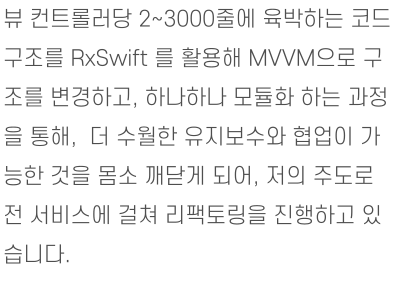 뷰 컨트롤러당 2~3000줄에 육박하는 코드
구조를 RxSwift 를 활용해 MVVM으로 구
조를 변경하고, 하나하나 모듈화 하는 과정
을 통해,  더 수월한 유지보수와 협업이 가
능한 것을 몸소 깨닫게 되어, 저의 주도로
전 서비스에 걸쳐 리팩토링을 진행하고 있
습니다.